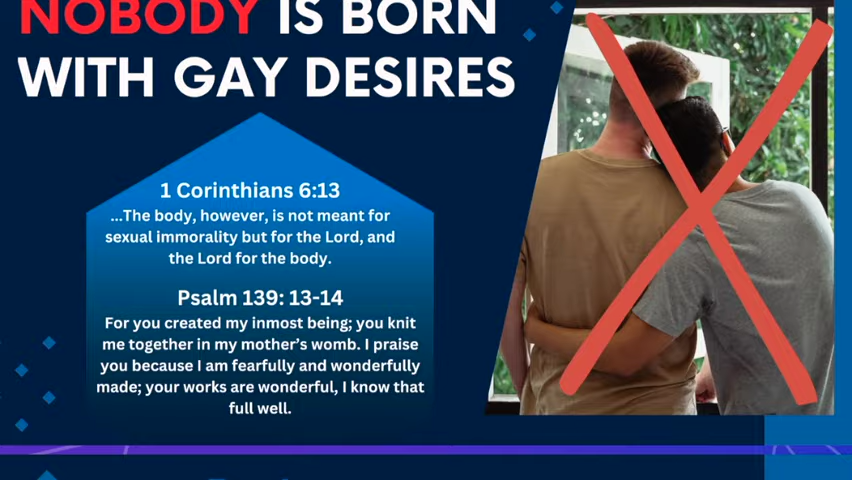 NOBODY IS BORN
WITH GAY DESIRES
1 Corinthians 6:13
...The body, however, is not meant for
sexual immorality but for the Lord, and
the Lord for the body.
Psalm 139: 13-14
For you created my inmost being; you knit
me together in my mother's womb. I praise
you because I am fearfully and wonderfully
made; your works are wonderful, I know that
full well.